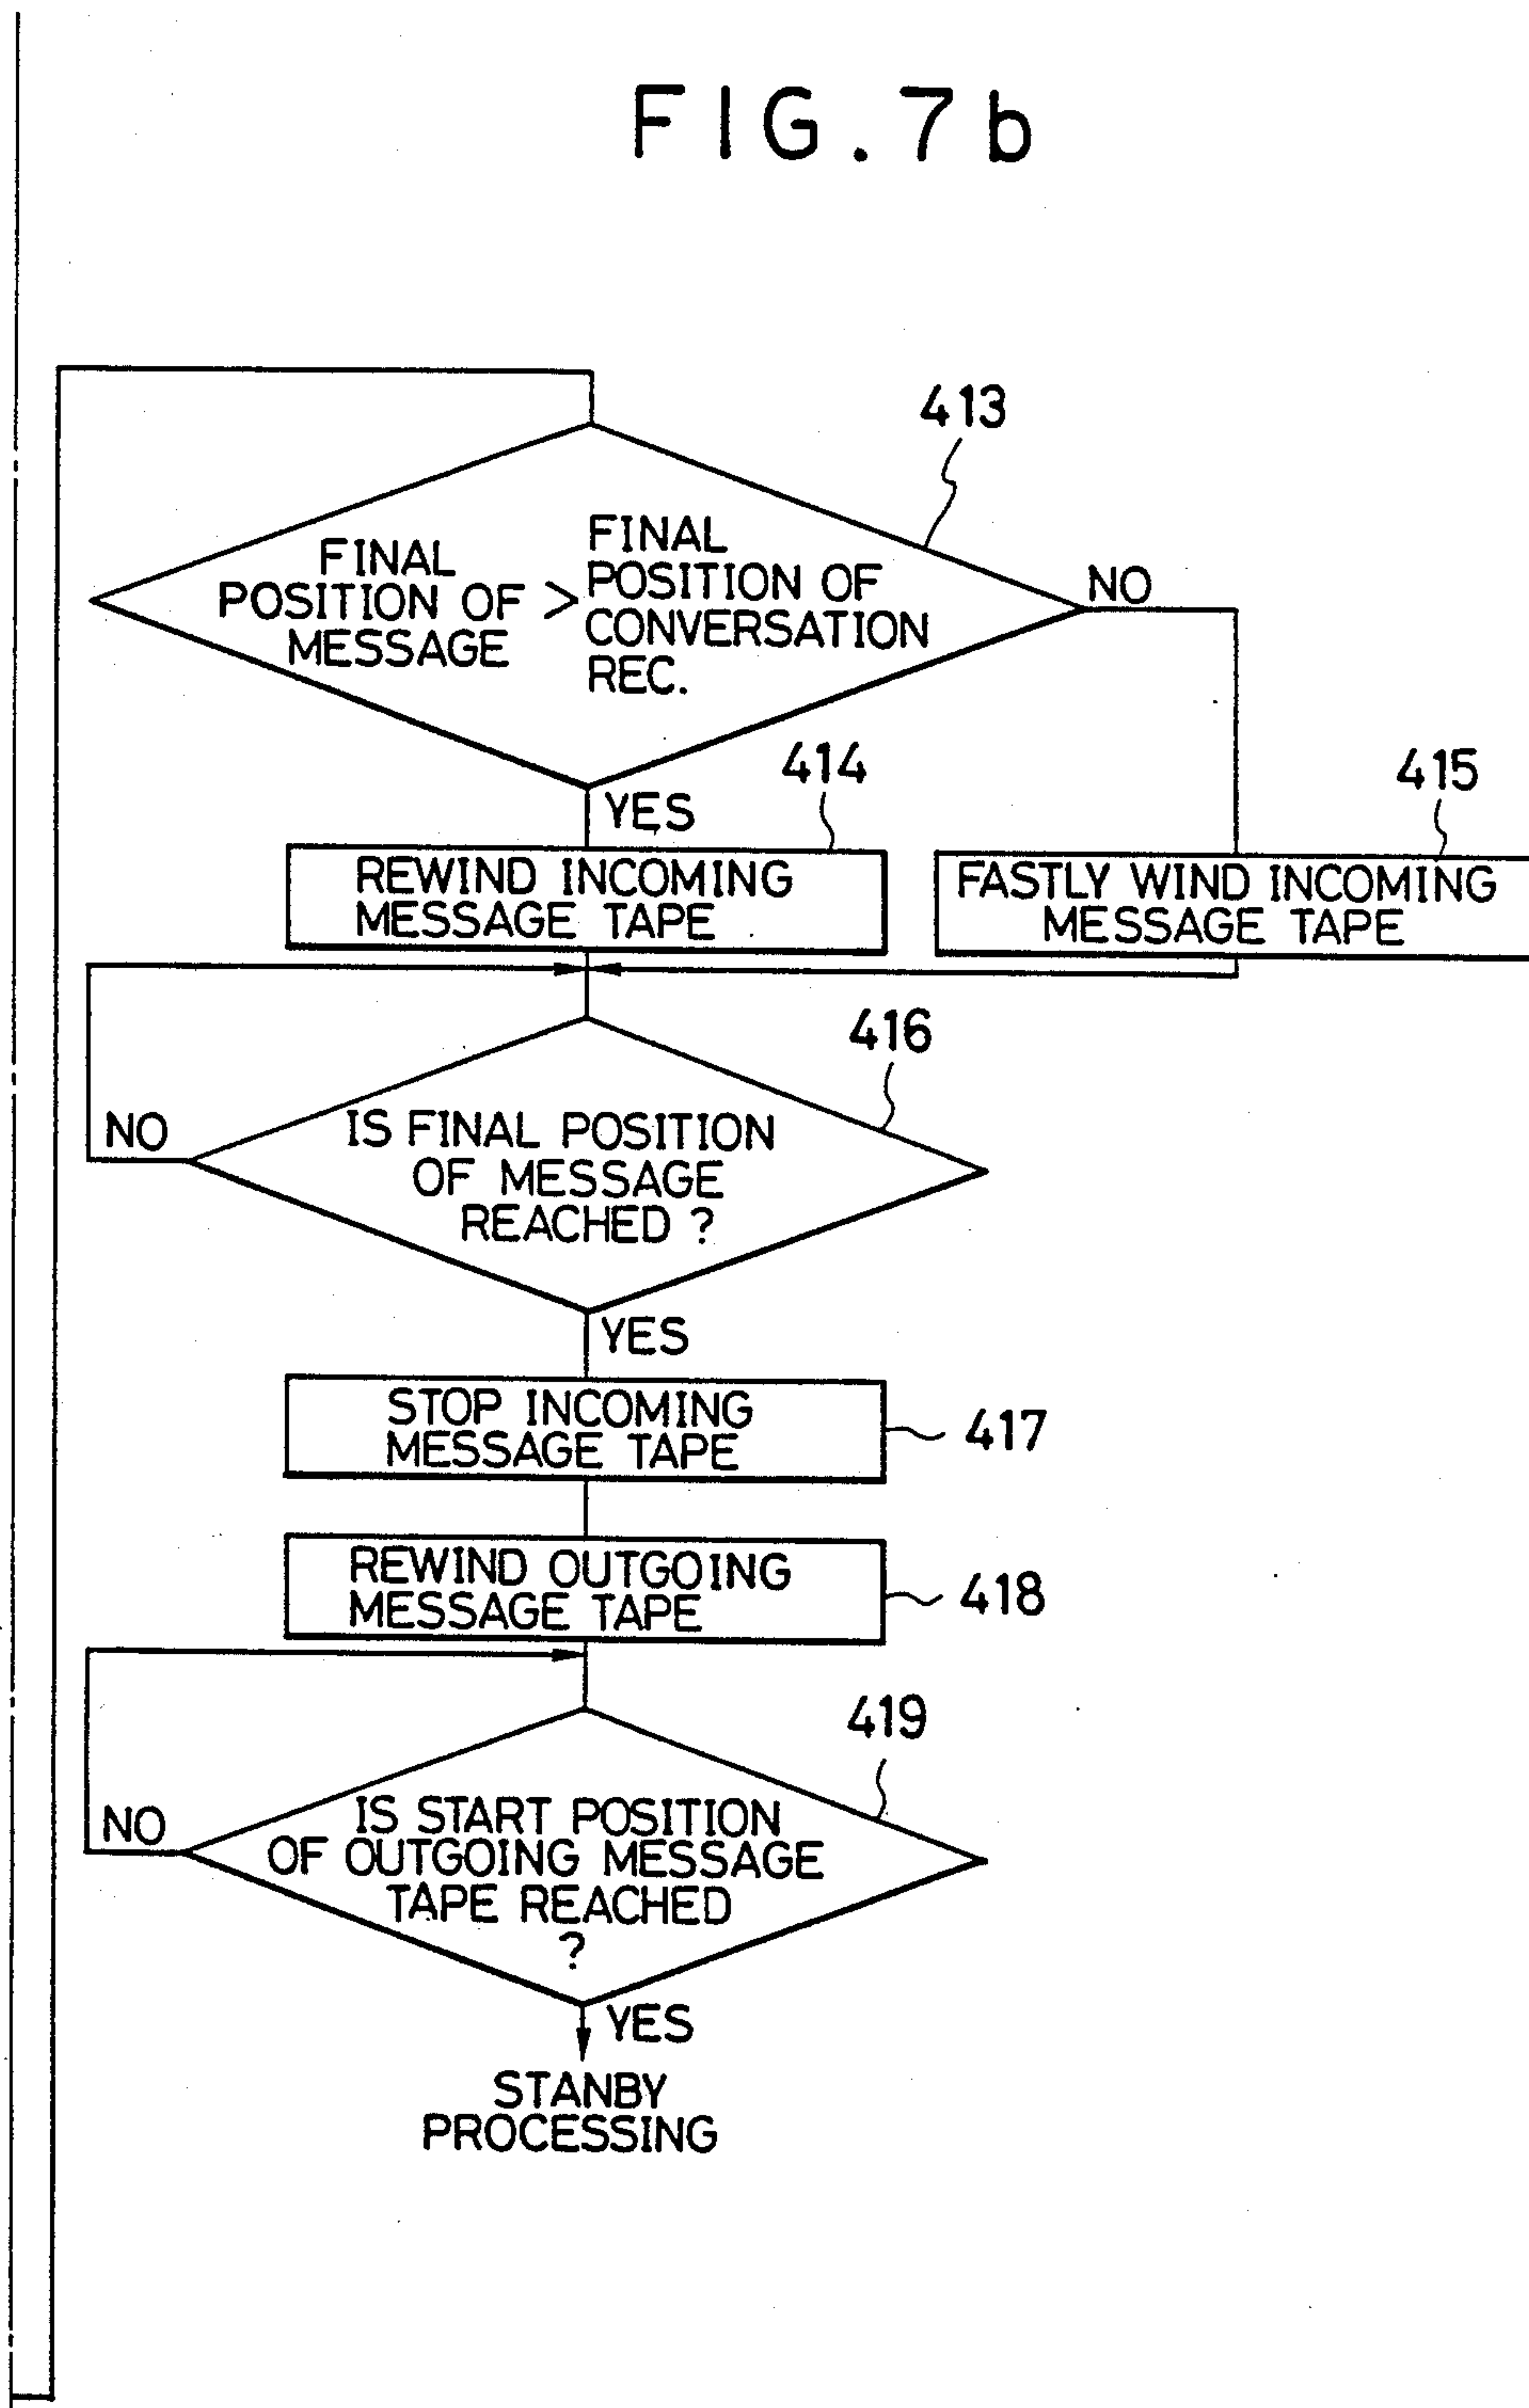 FIG. 7b
413
FINAL
POSITION OF
MESSAGE
>
FINAL
POSITION OF
CONVERSATION
REC.
NO
YES
414
REWIND INCOMING
MESSAGE TAPE
415
FASTLY WIND INCOMING
MESSAGE TAPE
416
NO
IS FINAL POSITION
OF MESSAGE
REACHED ?
YES
STOP INCOMING
MESSAGE TAPE
417
REWIND OUTGOING
MESSAGE TAPE
418
419
NO
IS START POSITION
OF OUTGOING MESSAGE
TAPE REACHED
?
YES
STANBY
PROCESSING